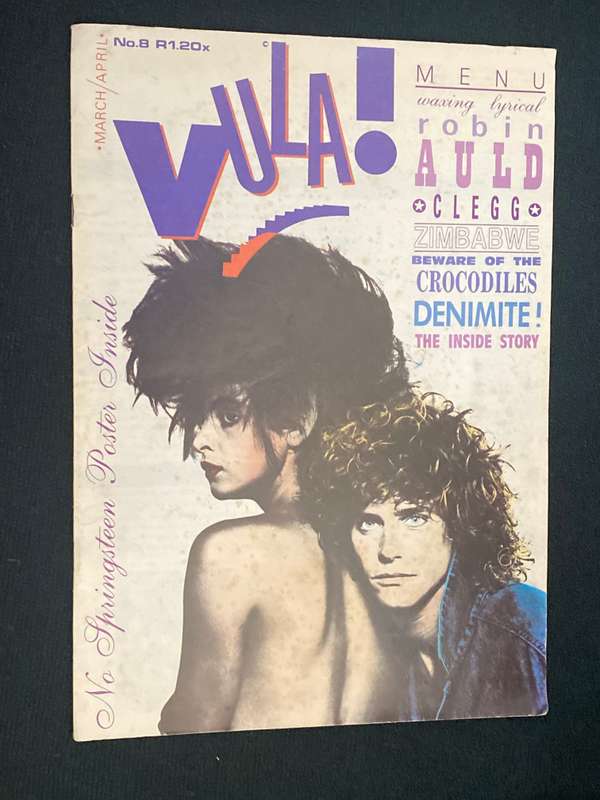 •MARCH/APRIL•
No.8 R1.20x
©
VULA!
MENU
waxing lyrical
robin
AULD
CLEGG
ZIMBABWE
BEWARE OF THE
CROCODILES
DENIMITE!
THE INSIDE STORY
No Springsteen Poster Inside